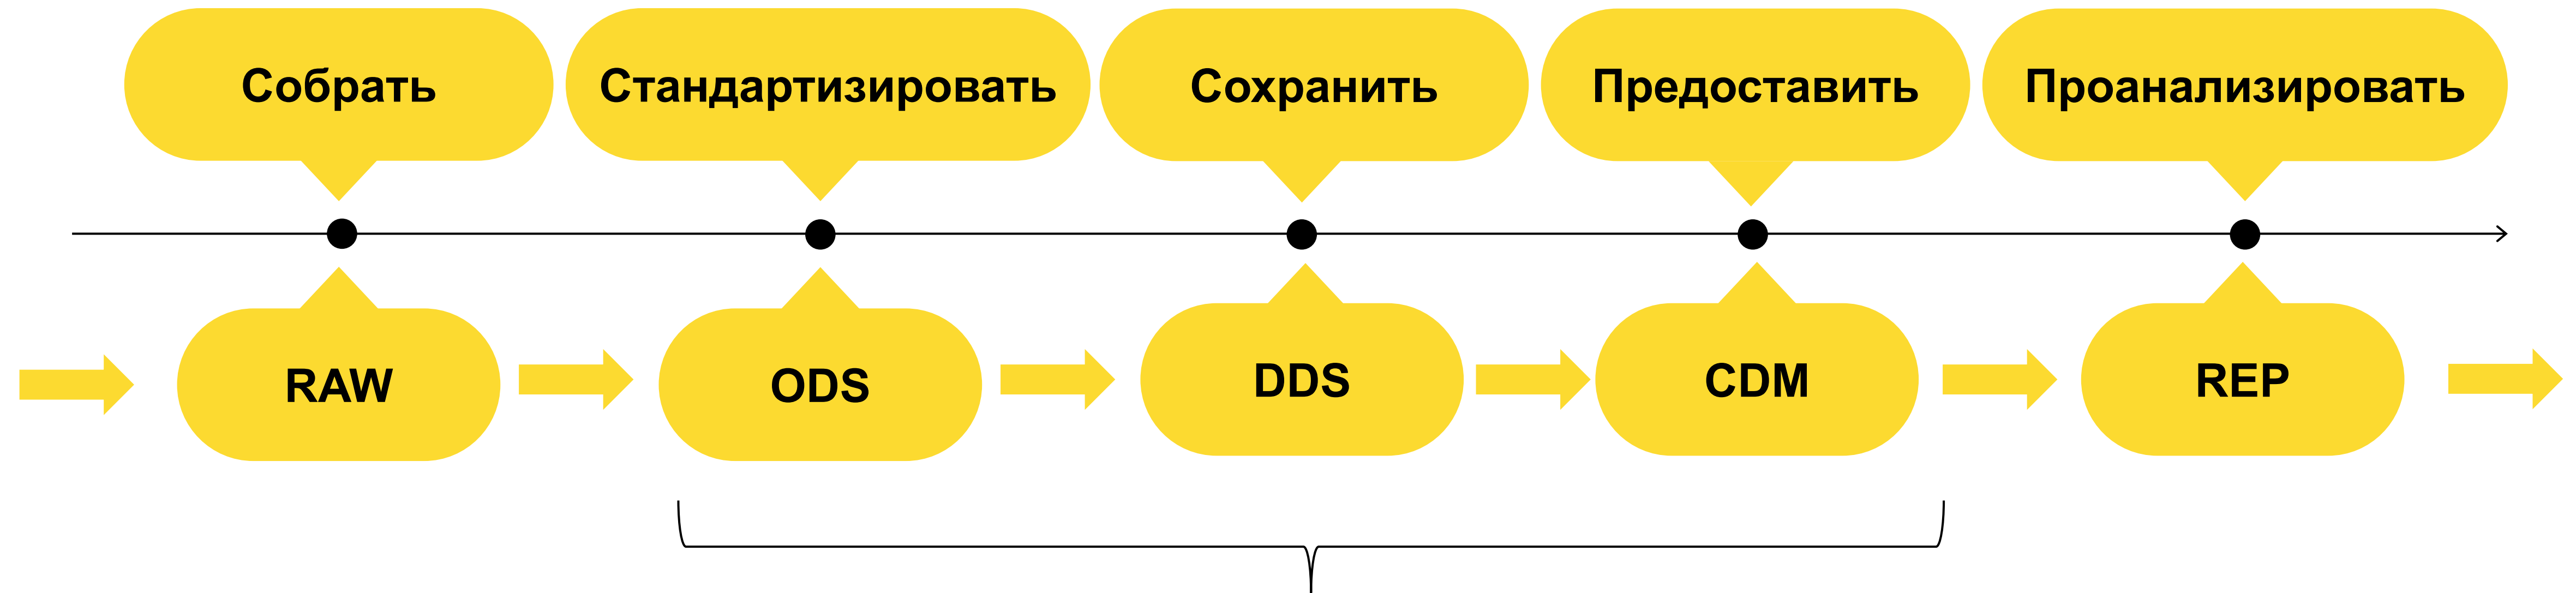 Собрать
Стандартизировать
Сохранить
Предоставить
Проанализировать
RAW
ODS
DDS
CDM
REP